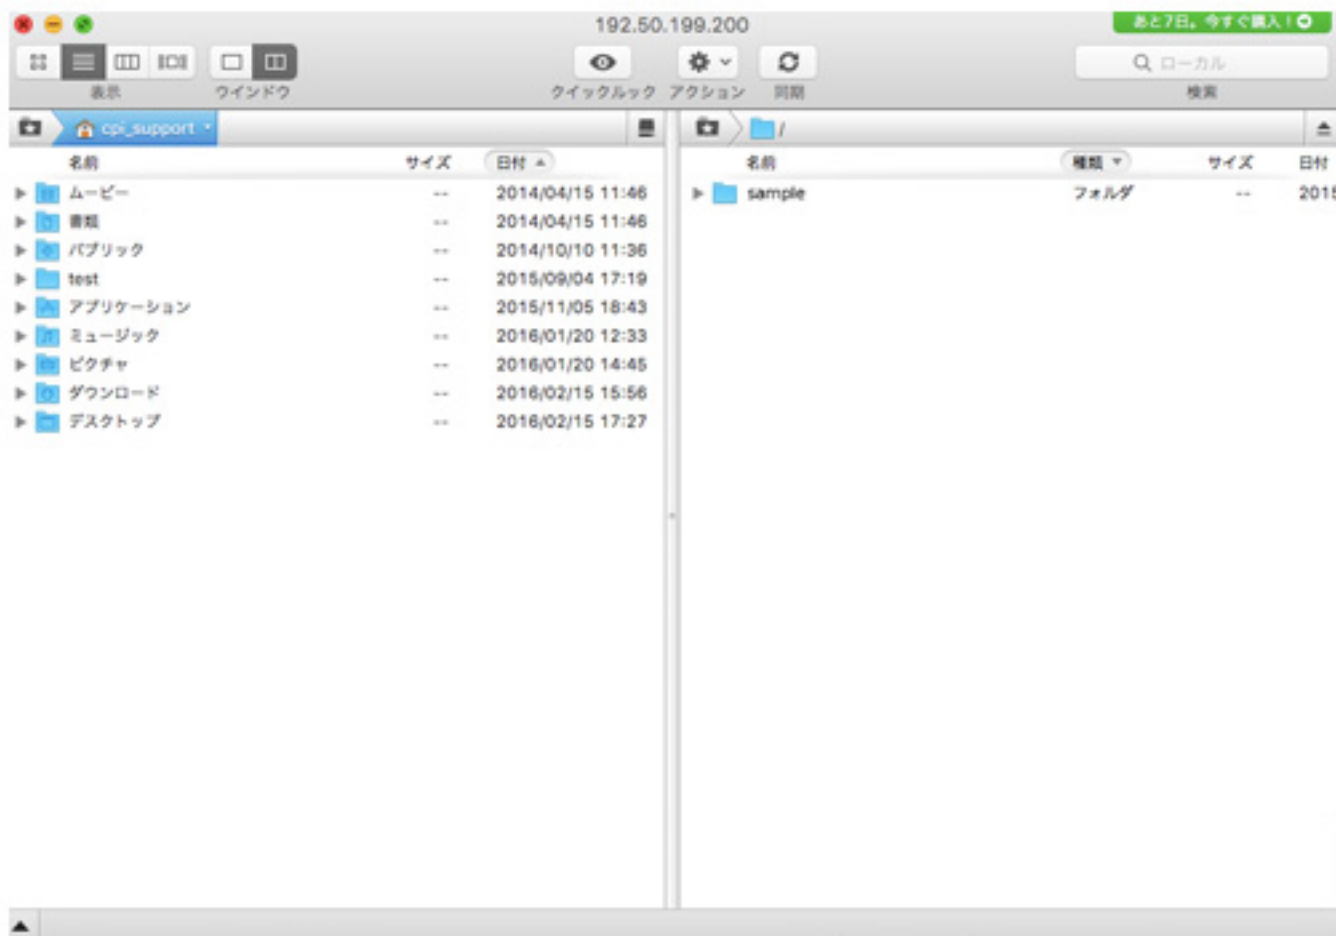 192.50.199.200
あと7日。今すぐ購入!
表示 ウインドウ クイックルック アクション 同期 ローカル 検索
cpi_support /
名前 サイズ 日付 名前 種類 サイズ 日付
ムービー -- 2014/04/15 11:46 sample フォルダ -- 2015
書類 -- 2014/04/15 11:46
パブリック -- 2014/10/10 11:36
test -- 2015/09/04 17:19
アプリケーション -- 2015/11/05 18:43
ミュージック -- 2016/01/20 12:33
ピクチャ -- 2016/01/20 14:45
ダウンロード -- 2016/02/15 15:56
デスクトップ -- 2016/02/15 17:27